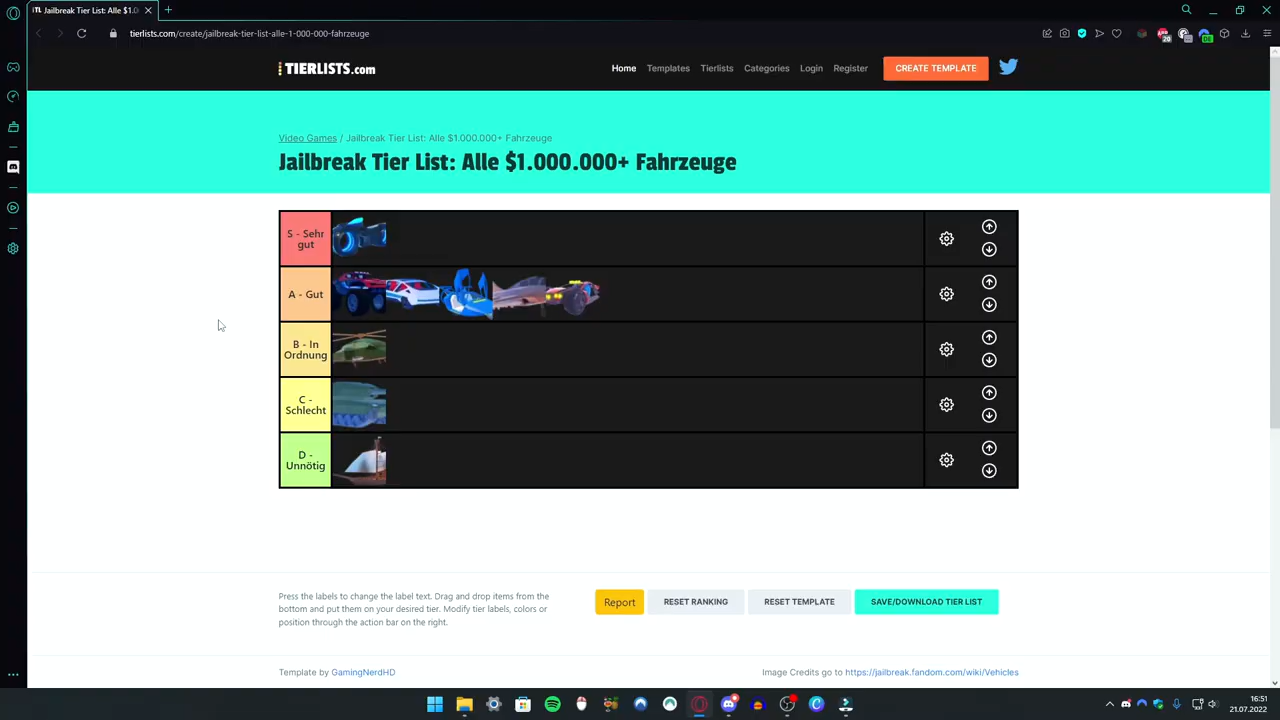 Jailbreak Tier List: Alle $1.0
tierlists.com/create/jailbreak-tier-list-alle-1-000-000-fahrzeuge
20
DE
TIERLISTS.com
Home Templates Tierlists Categories Login Register CREATE TEMPLATE
Video Games / Jailbreak Tier List: Alle $1.000.000+ Fahrzeuge
Jailbreak Tier List: Alle $1.000.000+ Fahrzeuge
S - Sehr
gut
A - Gut
B - In
Ordnung
C -
Schlecht
D -
Unnötig
Press the labels to change the label text. Drag and drop items from the
bottom and put them on your desired tier. Modify tier labels, colors or
position through the action bar on the right.
Report RESET RANKING RESET TEMPLATE SAVE/DOWNLOAD TIER LIST
Template by GamingNerdHD
Image Credits go to https://jailbreak.fandom.com/wiki/Vehicles
16:51
21.07.2022